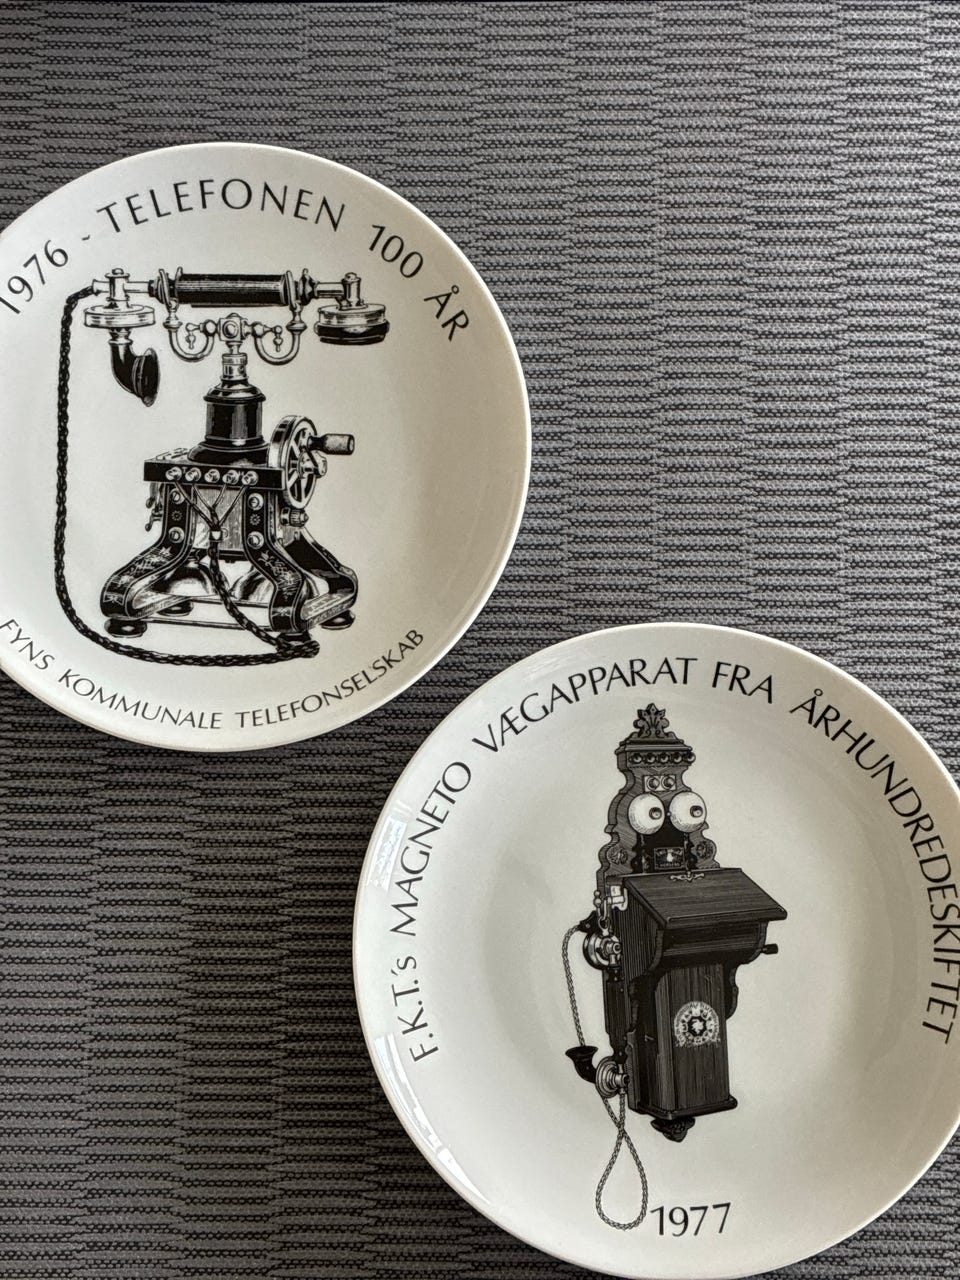 1976 - TELEFONEN 100 ÅR
FYNS KOMMUNALE TELEFONSELSKAB
F.K.T.'s MAGNETO VÆGAPPARAT FRA ÅRHUNDREDESKIFTET
1977